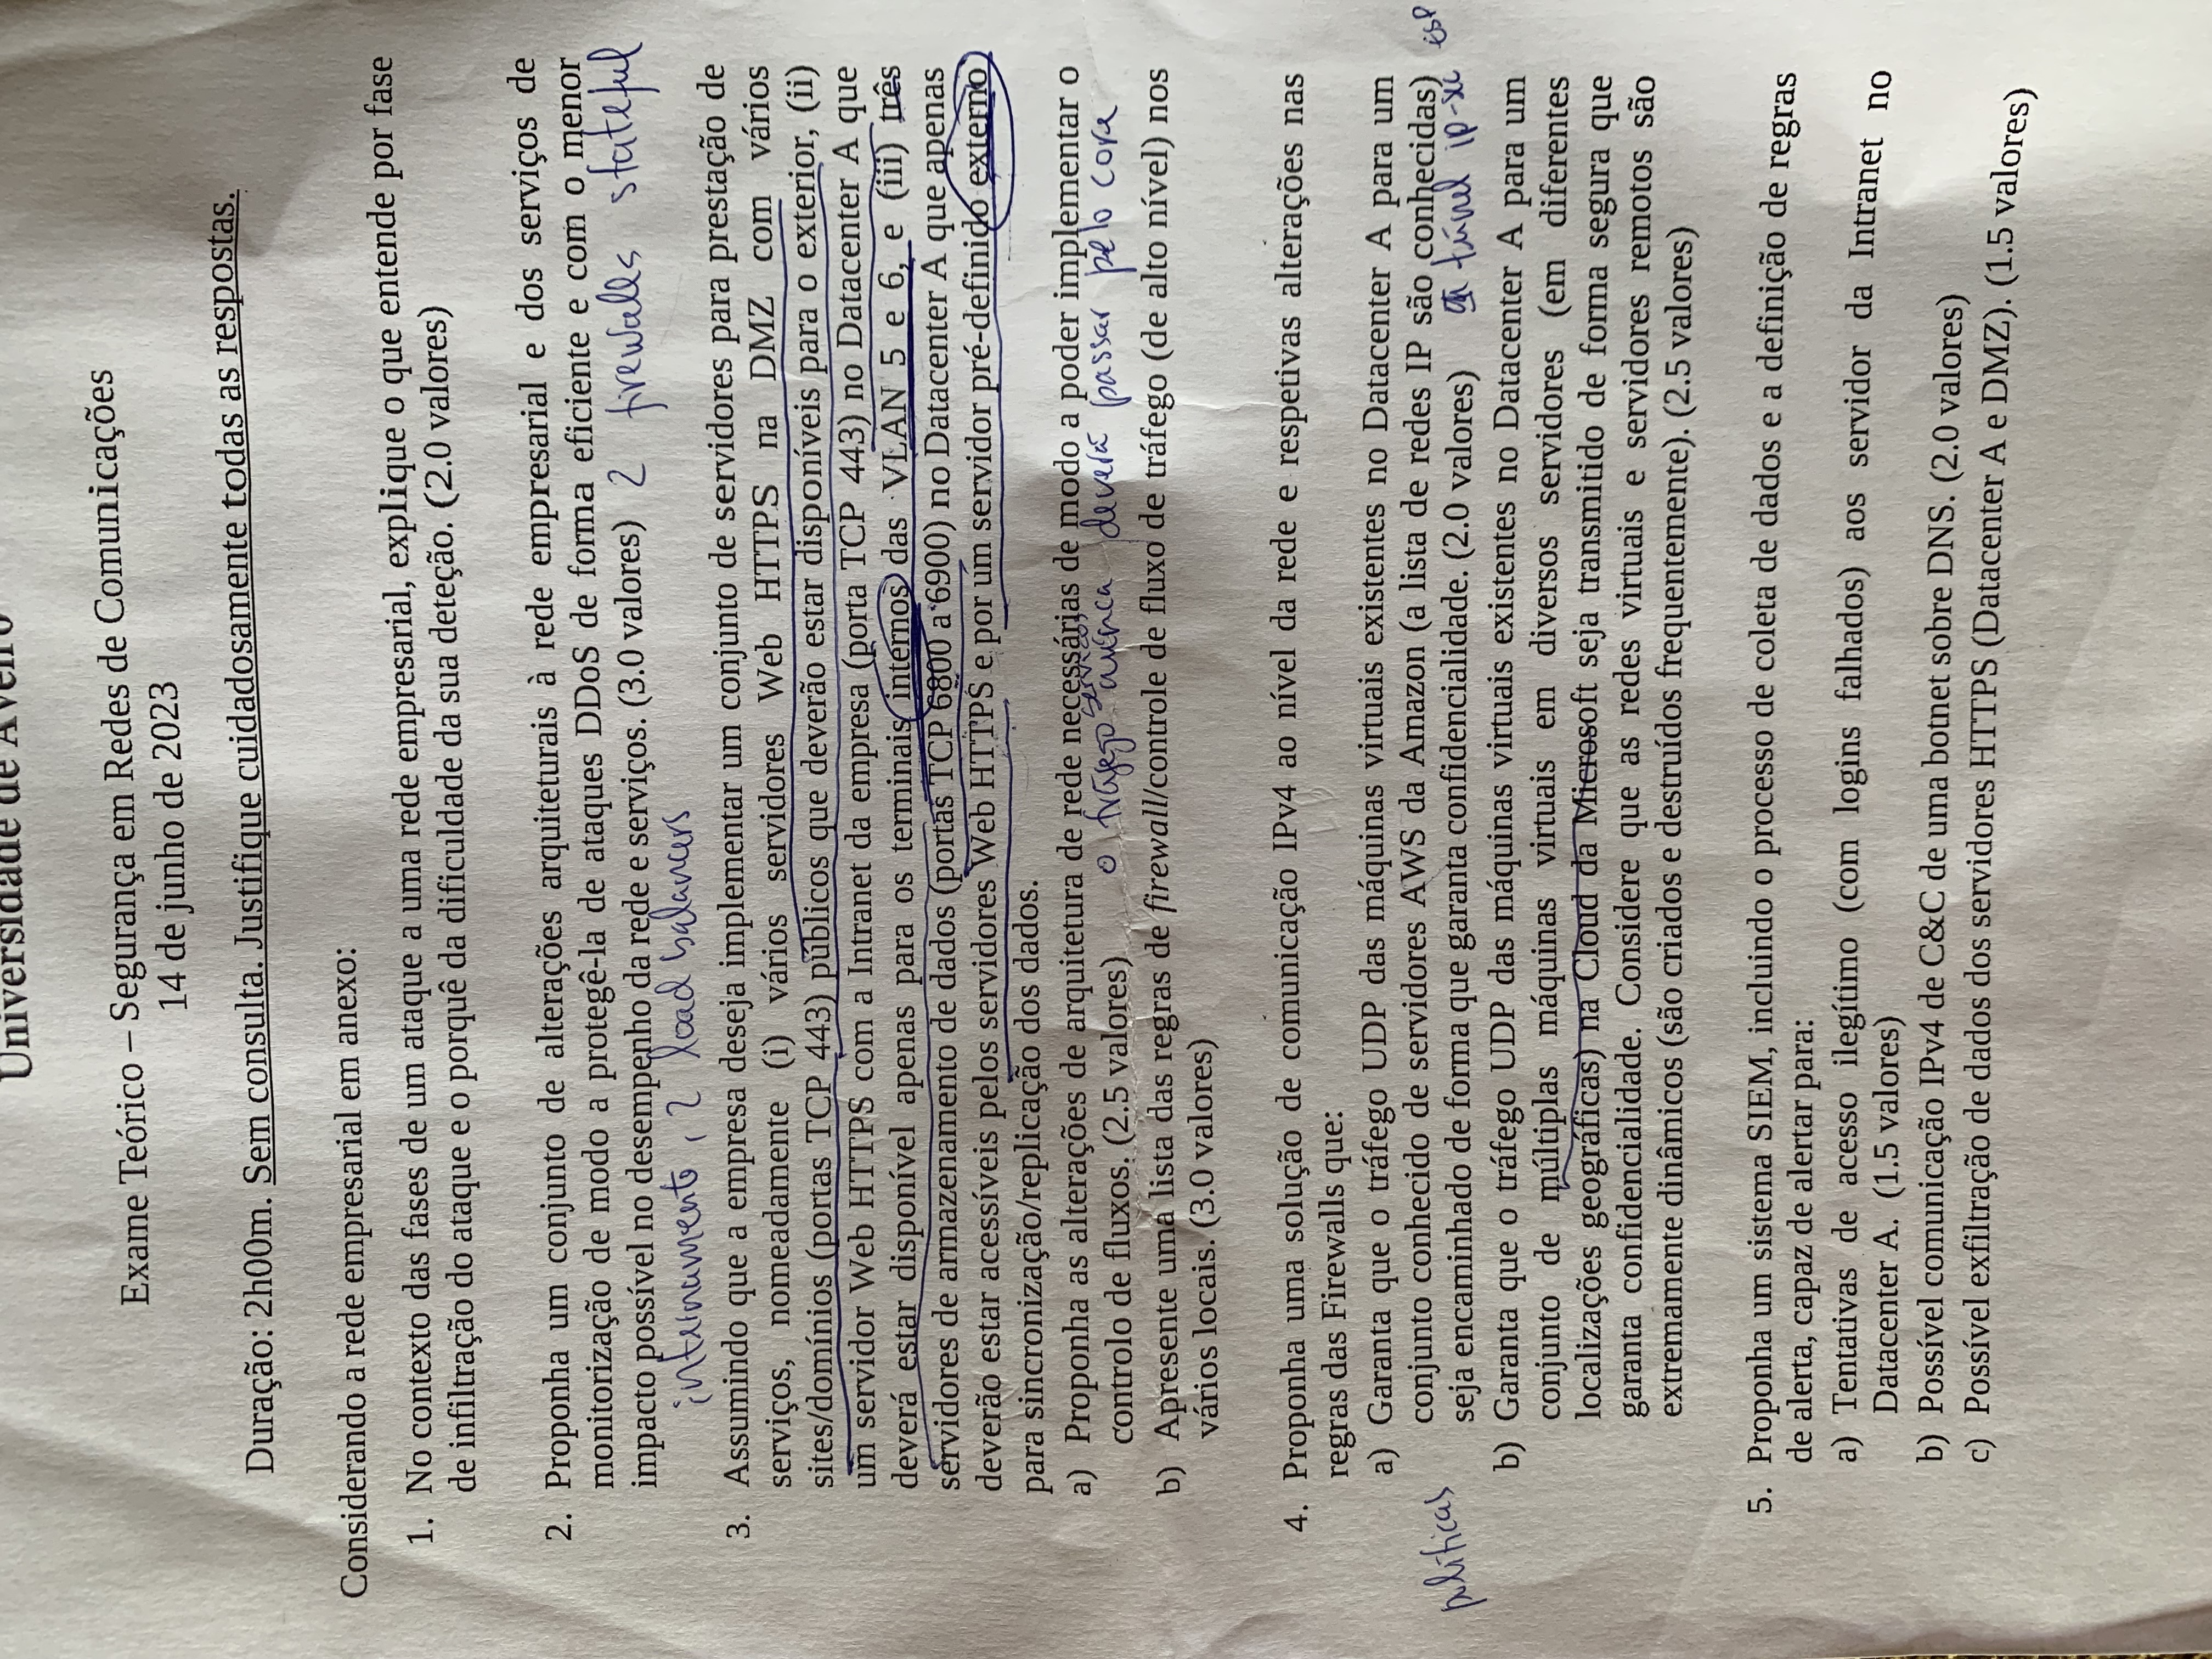 Universidade de Aveiro
Exame Teórico – Segurança em Redes de Comunicações
14 de junho de 2023
Duração: 2h00m. Sem consulta. Justifique cuidadosamente todas as respostas.
Considerando a rede empresarial em anexo:
1. No contexto das fases de um ataque a uma rede empresarial, explique o que entende por fase
de infiltração do ataque e o porquê da dificuldade da sua deteção. (2.0 valores)
2. Proponha um conjunto de alterações arquiteturais à rede empresarial e dos serviços de
monitorização de modo a protegê-la de ataques DDoS de forma eficiente e com o menor
impacto possível no desempenho da rede e serviços. (3.0 valores) 2 firewalls stateful
internamento, 2 load balancers
3. Assumindo que a empresa deseja implementar um conjunto de servidores para prestação de
serviços, nomeadamente (i) vários servidores Web HTTPS na DMZ com vários
sites/domínios (portas TCP 443) públicos que deverão estar disponíveis para o exterior, (ii)
um servidor Web HTTPS com a Intranet da empresa (porta TCP 443) no Datacenter A que
deverá estar disponível apenas para os terminais internos das VLAN 5 e 6, e (iii) três
servidores de armazenamento de dados (portas TCP 6800 a 6900) no Datacenter A que apenas
deverão estar acessíveis pelos servidores Web HTTPS e por um servidor pré-definido externo
para sincronização/replicação dos dados.
a) Proponha as alterações de arquitetura de rede necessárias de modo a poder implementar o
serviços
controlo de fluxos. (2.5 valores) o tráfego nunca deverá passar pelo core
b) Apresente uma lista das regras de firewall/controle de fluxo de tráfego (de alto nível) nos
vários locais. (3.0 valores)
4. Proponha uma solução de comunicação IPv4 ao nível da rede e respetivas alterações nas
regras das Firewalls que:
a) Garanta que o tráfego UDP das máquinas virtuais existentes no Datacenter A para um
conjunto conhecido de servidores AWS da Amazon (a lista de redes IP são conhecidas) ESP
políticas seja encaminhado de forma que garanta confidencialidade. (2.0 valores) túnel ip-sec
b) Garanta que o tráfego UDP das máquinas virtuais existentes no Datacenter A para um
conjunto de múltiplas máquinas virtuais em diversos servidores (em diferentes
localizações geográficas) na Cloud da Microsoft seja transmitido de forma segura que
garanta confidencialidade. Considere que as redes virtuais e servidores remotos são
extremamente dinâmicos (são criados e destruídos frequentemente). (2.5 valores)
5. Proponha um sistema SIEM, incluindo o processo de coleta de dados e a definição de regras
de alerta, capaz de alertar para:
a) Tentativas de acesso ilegítimo (com logins falhados) aos servidor da Intranet no
Datacenter A. (1.5 valores)
b) Possível comunicação IPv4 de C&C de uma botnet sobre DNS. (2.0 valores)
c) Possível exfiltração de dados dos servidores HTTPS (Datacenter A e DMZ). (1.5 valores)